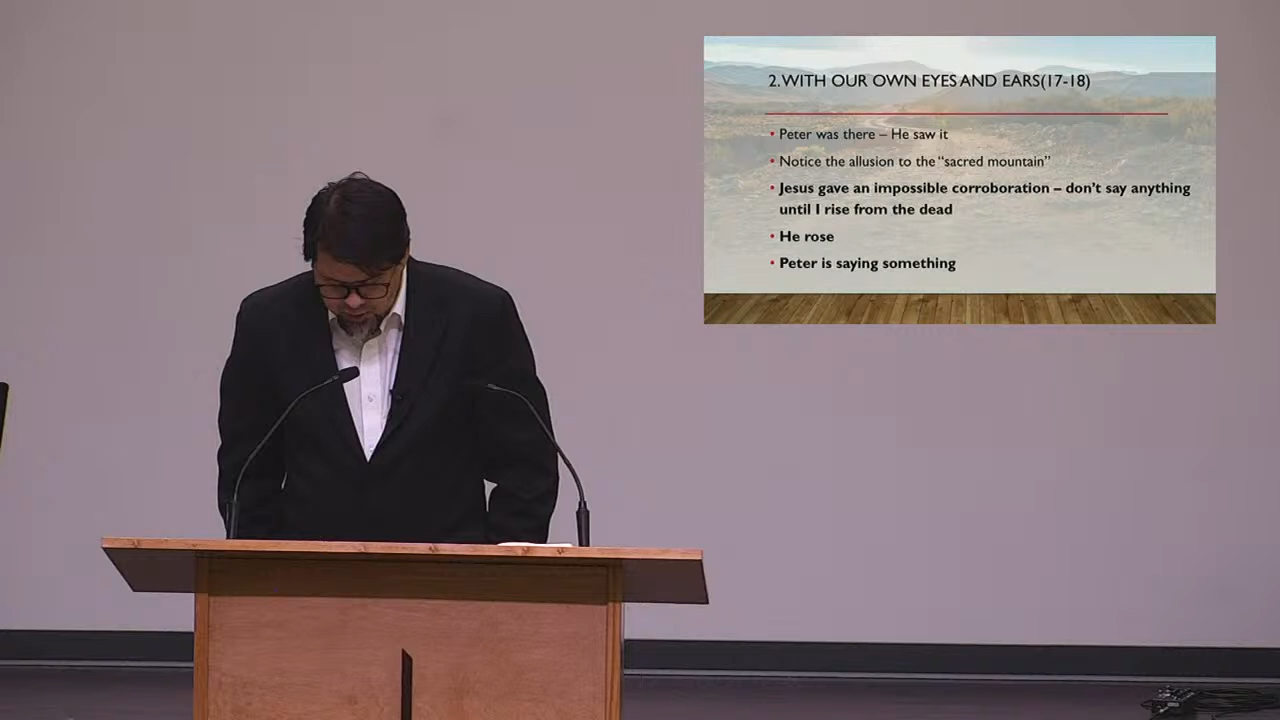 2. WITH OUR OWN EYES AND EARS(17-18)
• Peter was there – He saw it
• Notice the allusion to the “sacred mountain”
• Jesus gave an impossible corroboration – don’t say anything
until I rise from the dead
• He rose
• Peter is saying something